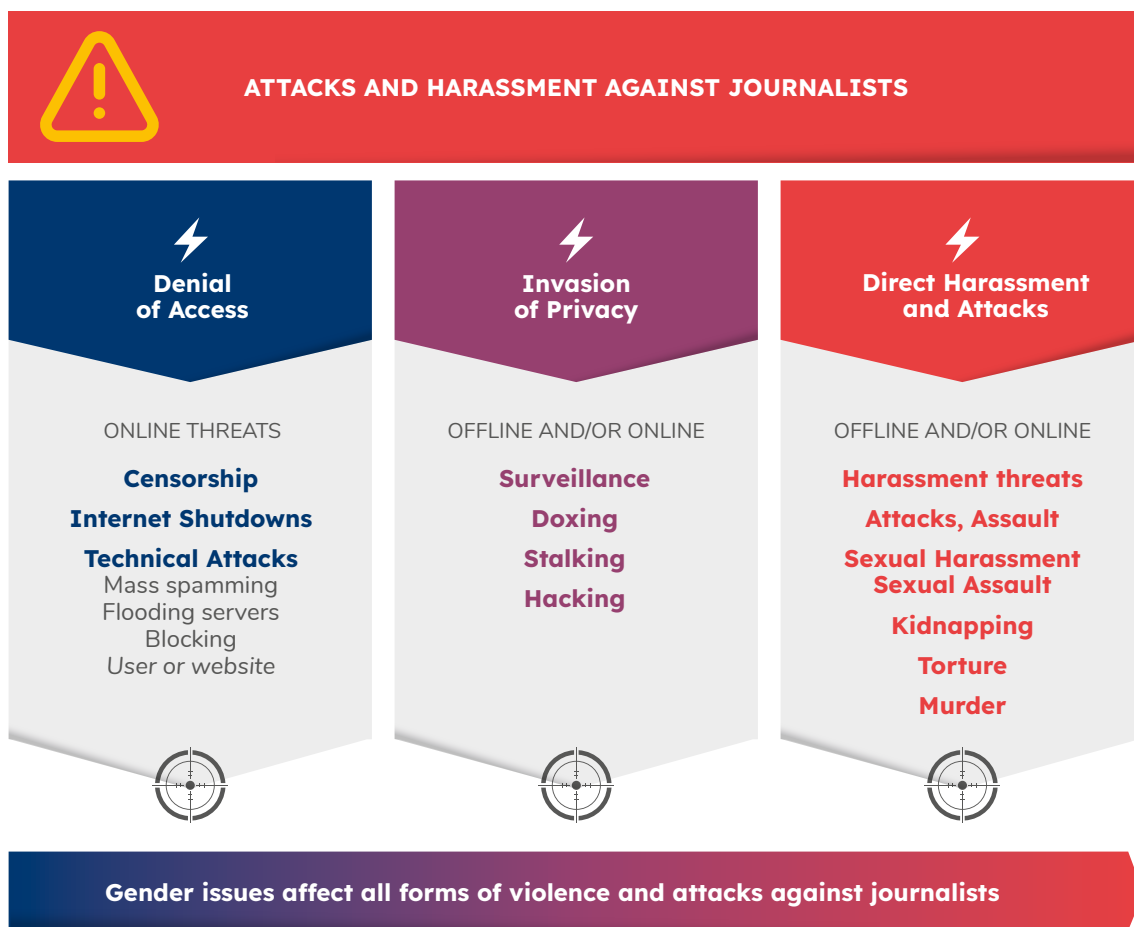 ATTACKS AND HARASSMENT AGAINST JOURNALISTS
Denial
of Access
ONLINE THREATS
Censorship
Internet Shutdowns
Technical Attacks
Mass spamming
Flooding servers
Blocking
User or website
Invasion
of Privacy
OFFLINE AND/OR ONLINE
Surveillance
Doxing
Stalking
Hacking
Direct Harassment
and Attacks
OFFLINE AND/OR ONLINE
Harassment threats
Attacks, Assault
Sexual Harassment
Sexual Assault
Kidnapping
Torture
Murder
Gender issues affect all forms of violence and attacks against journalists